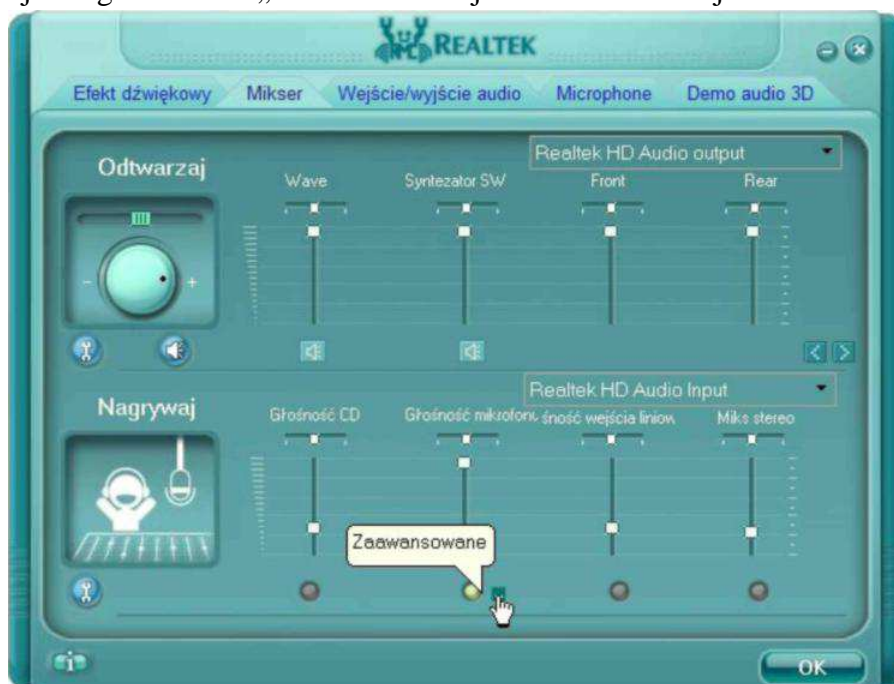 REALTEK
Efekt dźwiękowy Mikser Wejście/wyjście audio Microphone Demo audio 3D
Realtek HD Audio output
Odtwarzaj
Wave Syntezator SW Front Rear
- +
Realtek HD Audio Input
Nagrywaj
Głośność CD Głośność mikrofonu śność wejścia liniow Miks stereo
Zaawansowane
i
OK